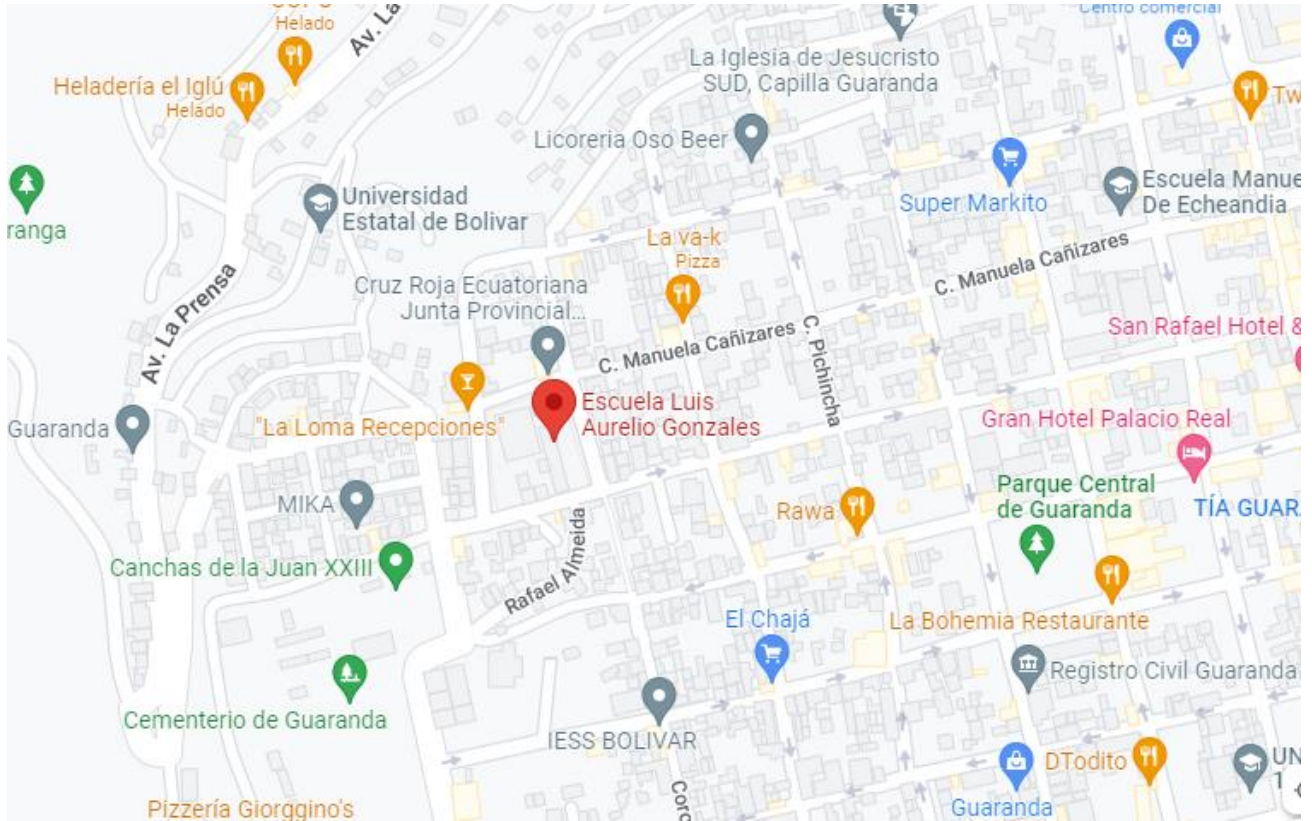 Helado
Av. La
Centro comercial
Heladería el Iglú
Helado
La Iglesia de Jesucristo
SUD, Capilla Guaranda
Tw
Licoreria Oso Beer
ranga
Universidad
Estatal de Bolivar
Super Markito
Escuela Manue
De Echeandia
La va-k
Pizza
C. Manuela Cañizares
Av. La Prensa
Cruz Roja Ecuatoriana
Junta Provincial...
C. Manuela Cañizares
C. Pichincha
San Rafael Hotel &
Guaranda
"La Loma Recepciones"
Escuela Luis
Aurelio Gonzales
Gran Hotel Palacio Real
MIKA
Rawa
Parque Central
de Guaranda
TÍA GUAR
Canchas de la Juan XXIII
Rafael Almeida
El Chajá
La Bohemia Restaurante
Registro Civil Guaranda
Cementerio de Guaranda
IESS BOLIVAR
DTodito
UN
1
Coro
Pizzería Giorggino's
Guaranda